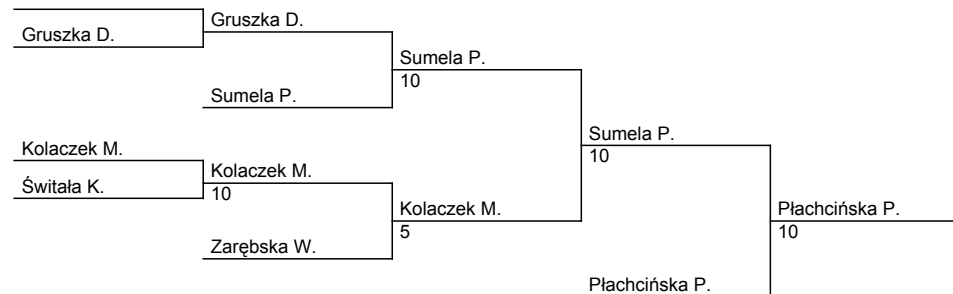 Gruszka D.
Gruszka D.
Sumela P.
10
Sumela P.
Sumela P.
10
Kolaczek M.
Kolaczek M.
10
Świtała K.
Kolaczek M.
5
Płachcińska P.
10
Zarębska W.
Płachcińska P.